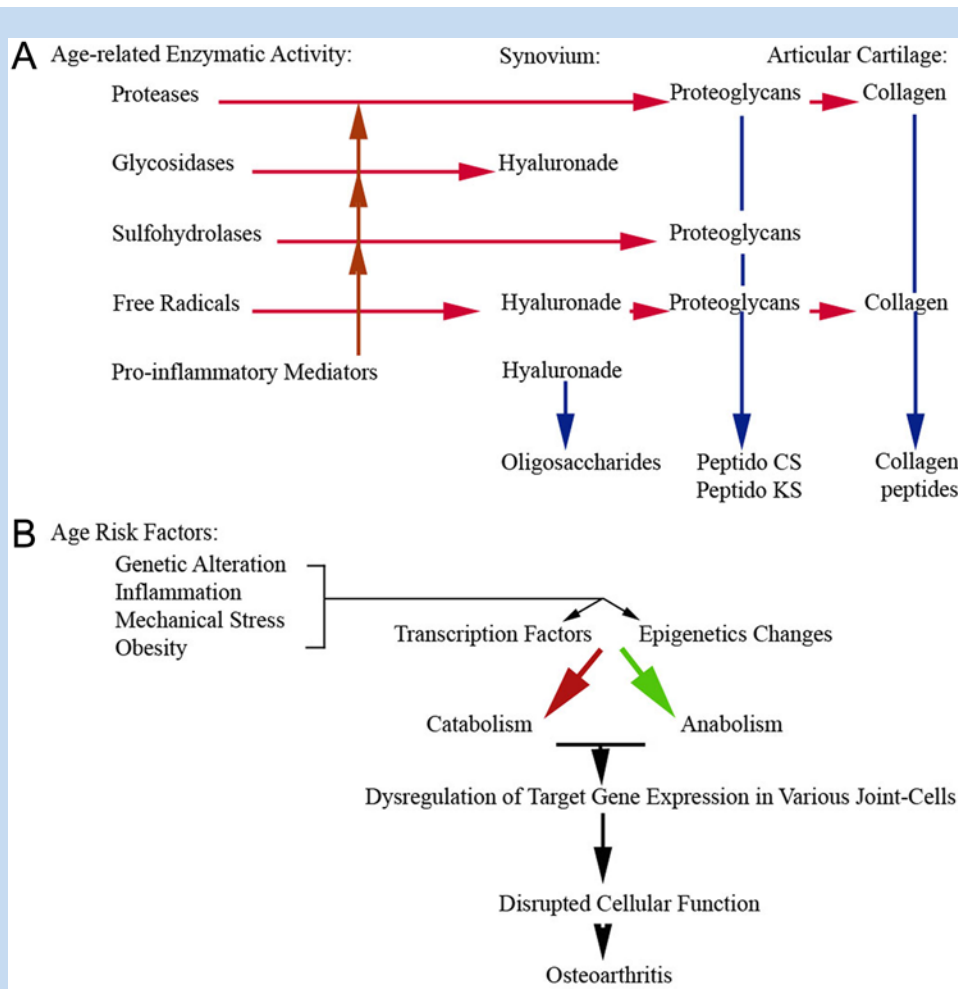 A Age-related Enzymatic Activity: Synovium: Articular Cartilage:
Proteases Proteoglycans Collagen
Glycosidases Hyaluronade
Sulfohydrolases Proteoglycans
Free Radicals Hyaluronade Proteoglycans Collagen
Pro-inflammatory Mediators Hyaluronade
Oligosaccharides Peptido CS Collagen
Peptido KS peptides
B Age Risk Factors:
Genetic Alteration
Inflammation
Mechanical Stress
Obesity
Transcription Factors Epigenetics Changes
Catabolism Anabolism
Dysregulation of Target Gene Expression in Various Joint-Cells
Disrupted Cellular Function
Osteoarthritis